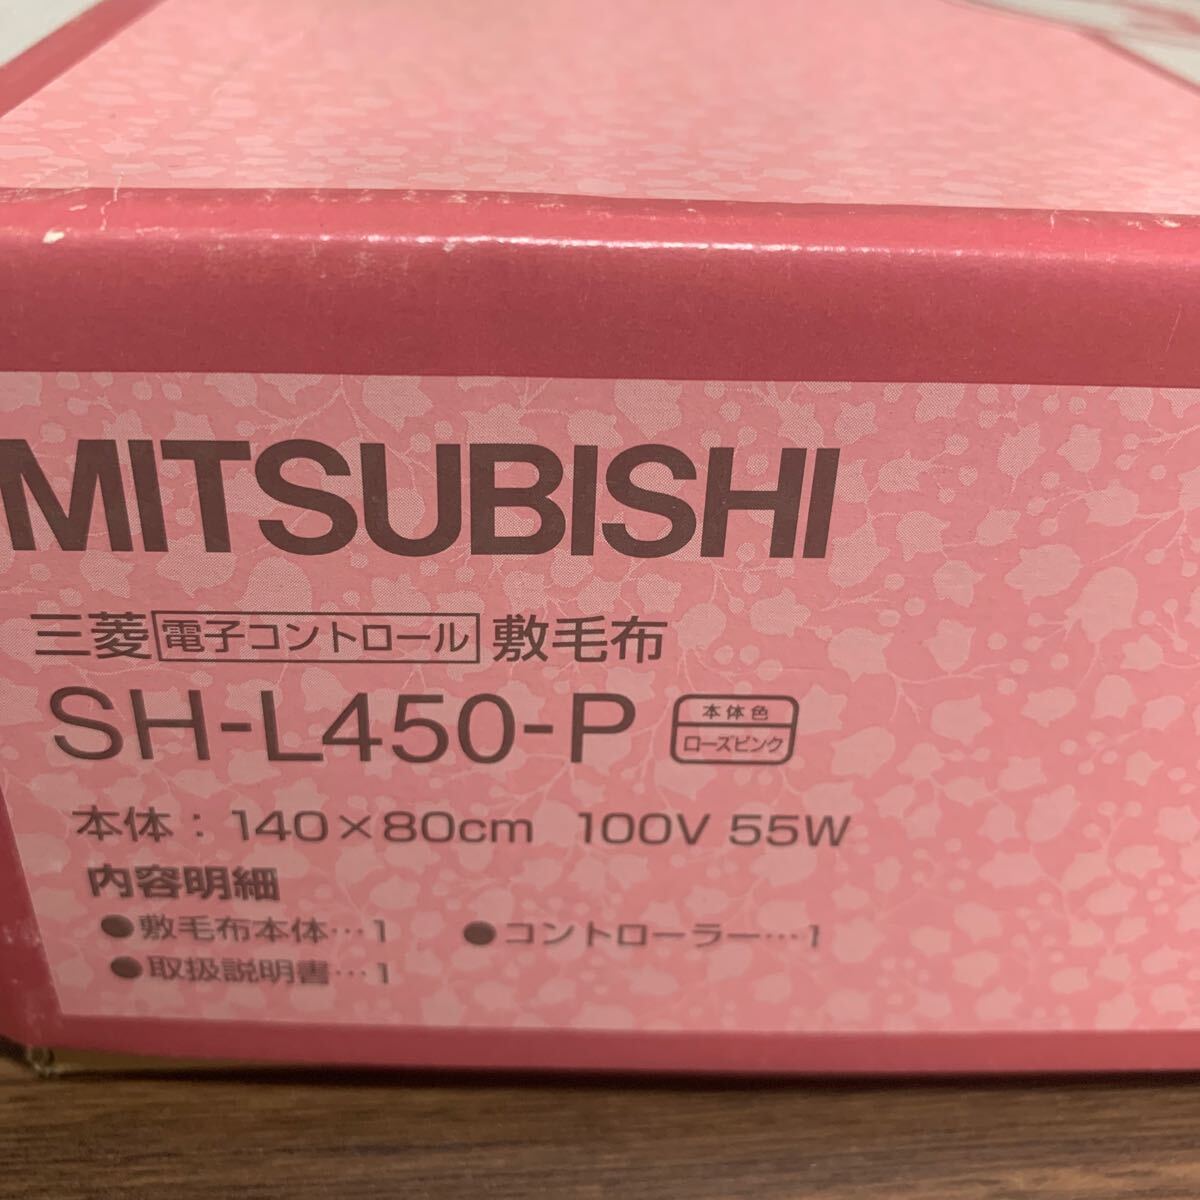 MITSUBISHI
三菱 電子コントロール 敷毛布
SH-L450-P 本体色 ローズピンク
本体：140×80cm 100V 55W
内容明細
●敷毛布本体…1 ●コントローラー…1
●取扱説明書…1